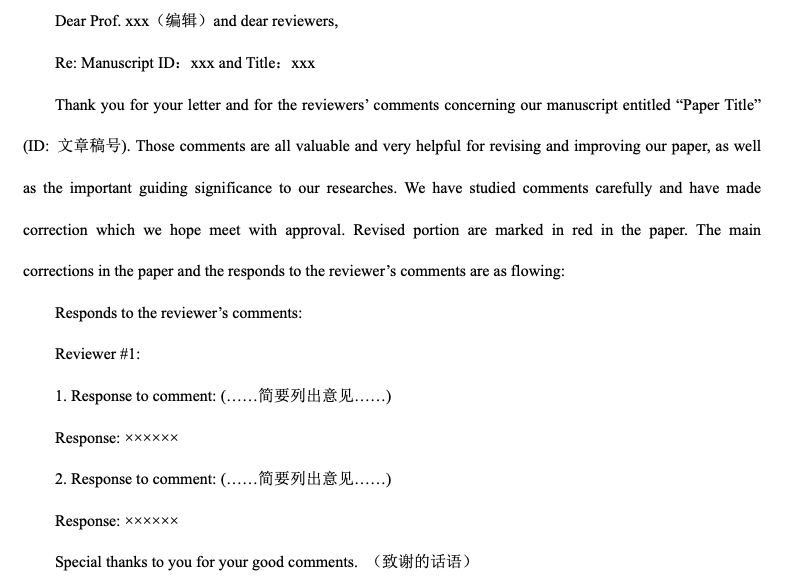 Dear Prof. xxx（编辑）and dear reviewers,
Re: Manuscript ID：xxx and Title：xxx
Thank you for your letter and for the reviewers’ comments concerning our manuscript entitled “Paper Title”
(ID: 文章稿号). Those comments are all valuable and very helpful for revising and improving our paper, as well
as the important guiding significance to our researches. We have studied comments carefully and have made
correction which we hope meet with approval. Revised portion are marked in red in the paper. The main
corrections in the paper and the responds to the reviewer’s comments are as flowing:
Responds to the reviewer’s comments:
Reviewer #1:
1. Response to comment: (……简要列出意见……)
Response: ××××××
2. Response to comment: (……简要列出意见……)
Response: ××××××
Special thanks to you for your good comments. （致谢的话语）